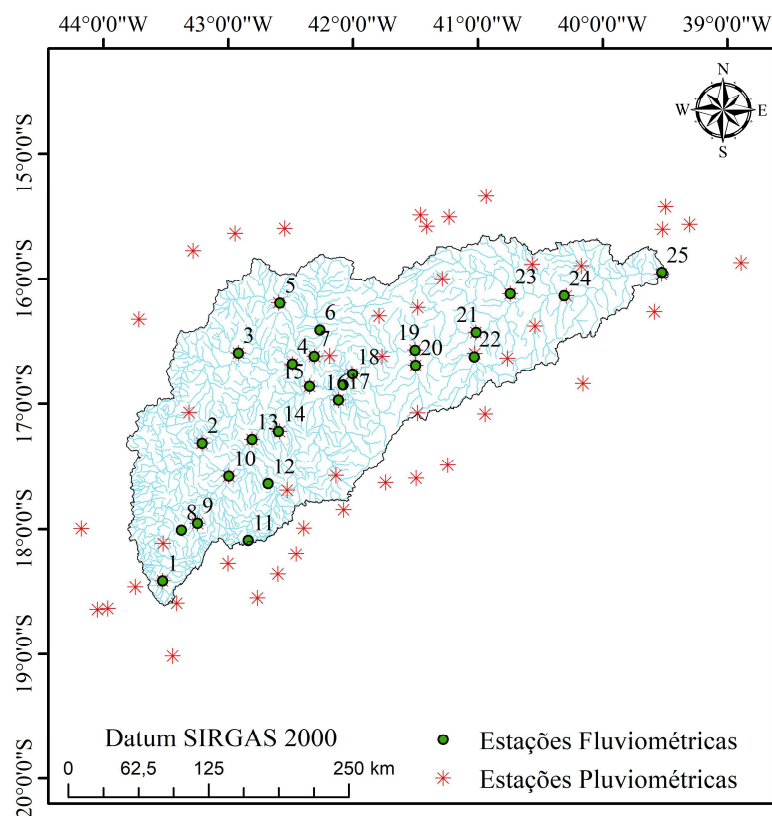 44°0'0"W 43°0'0"W 42°0'0"W 41°0'0"W 40°0'0"W 39°0'0"W
N
W E
S
15°0'0"S
16°0'0"S
17°0'0"S
18°0'0"S
19°0'0"S
20°0'0"S
25
5
23 24
6
21
3
4 7
19
22
18
20
15
16 17
14
13
2
10
12
8 9
11
1
Datum SIRGAS 2000
0 62,5 125 250 km
Estações Fluviométricas
Estações Pluviométricas